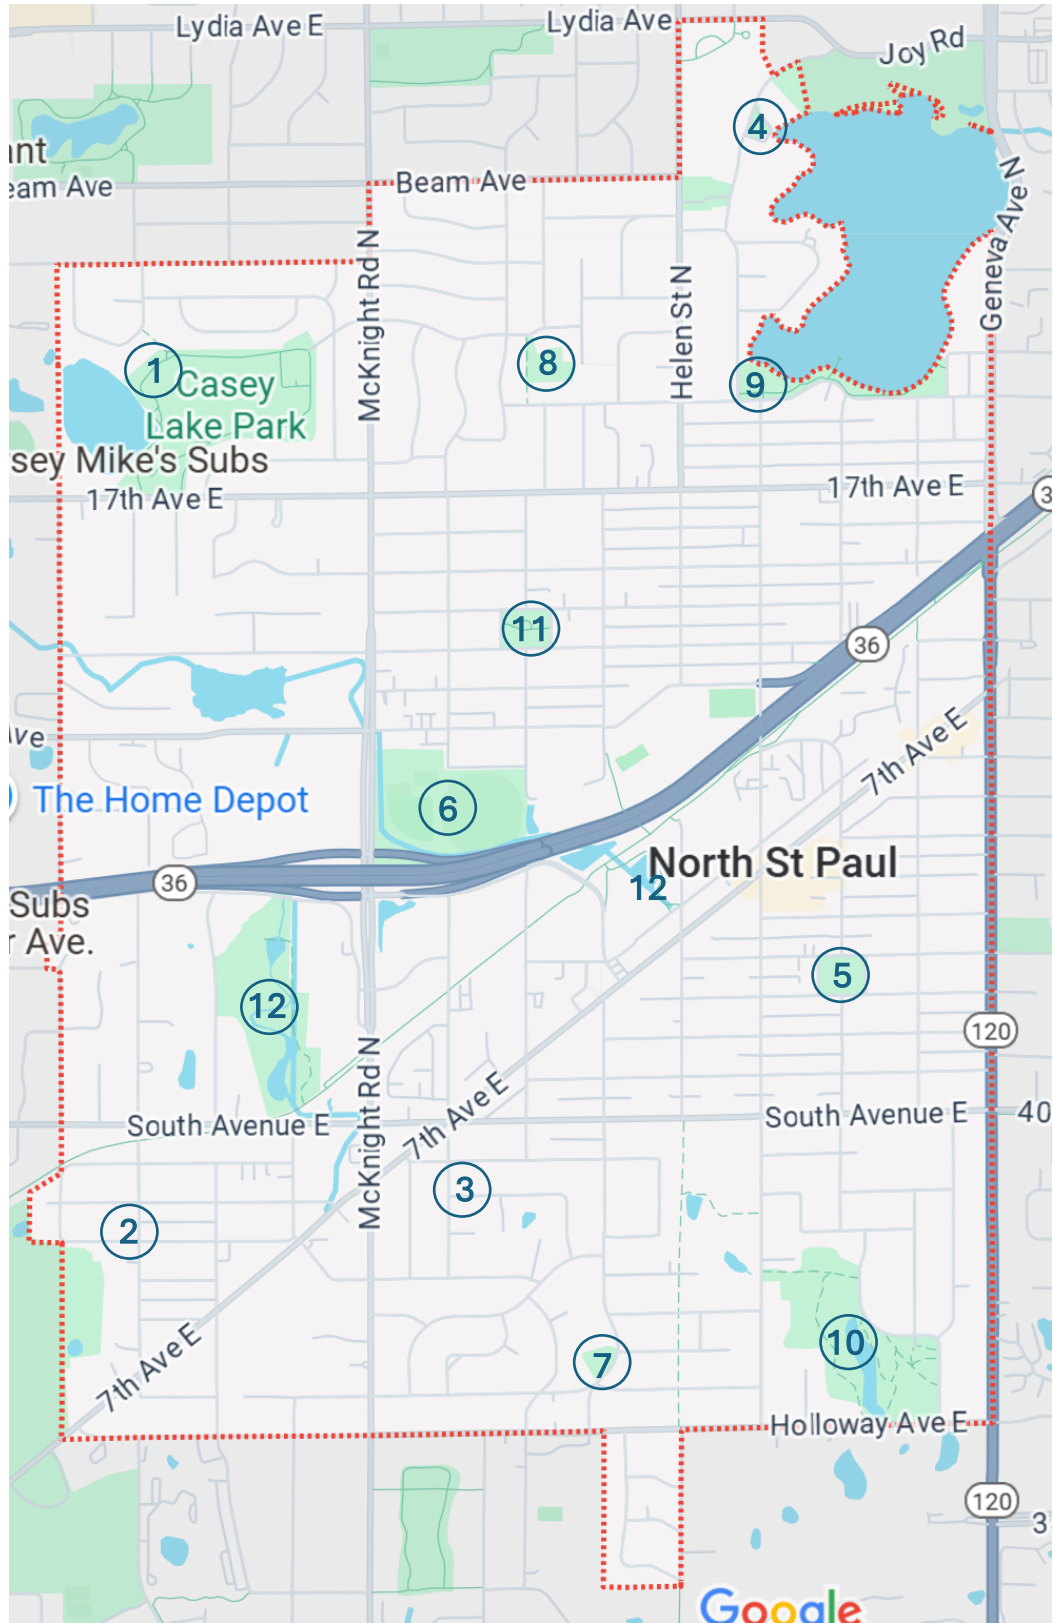 Lydia Ave E
Lydia Ave
Joy Rd
4
ant
eam Ave
Beam Ave
Geneva Ave N
McKnight Rd N
Helen St N
1
Casey
Lake Park
8
9
sey Mike's Subs
17th Ave E
17th Ave E
3
11
36
Ave
7th Ave E
The Home Depot
6
36
North St Paul
12
Subs
r Ave.
5
12
120
McKnight Rd N
7th Ave E
South Avenue E
South Avenue E
40
3
2
10
7
7th Ave E
Holloway Ave E
120
3
Google